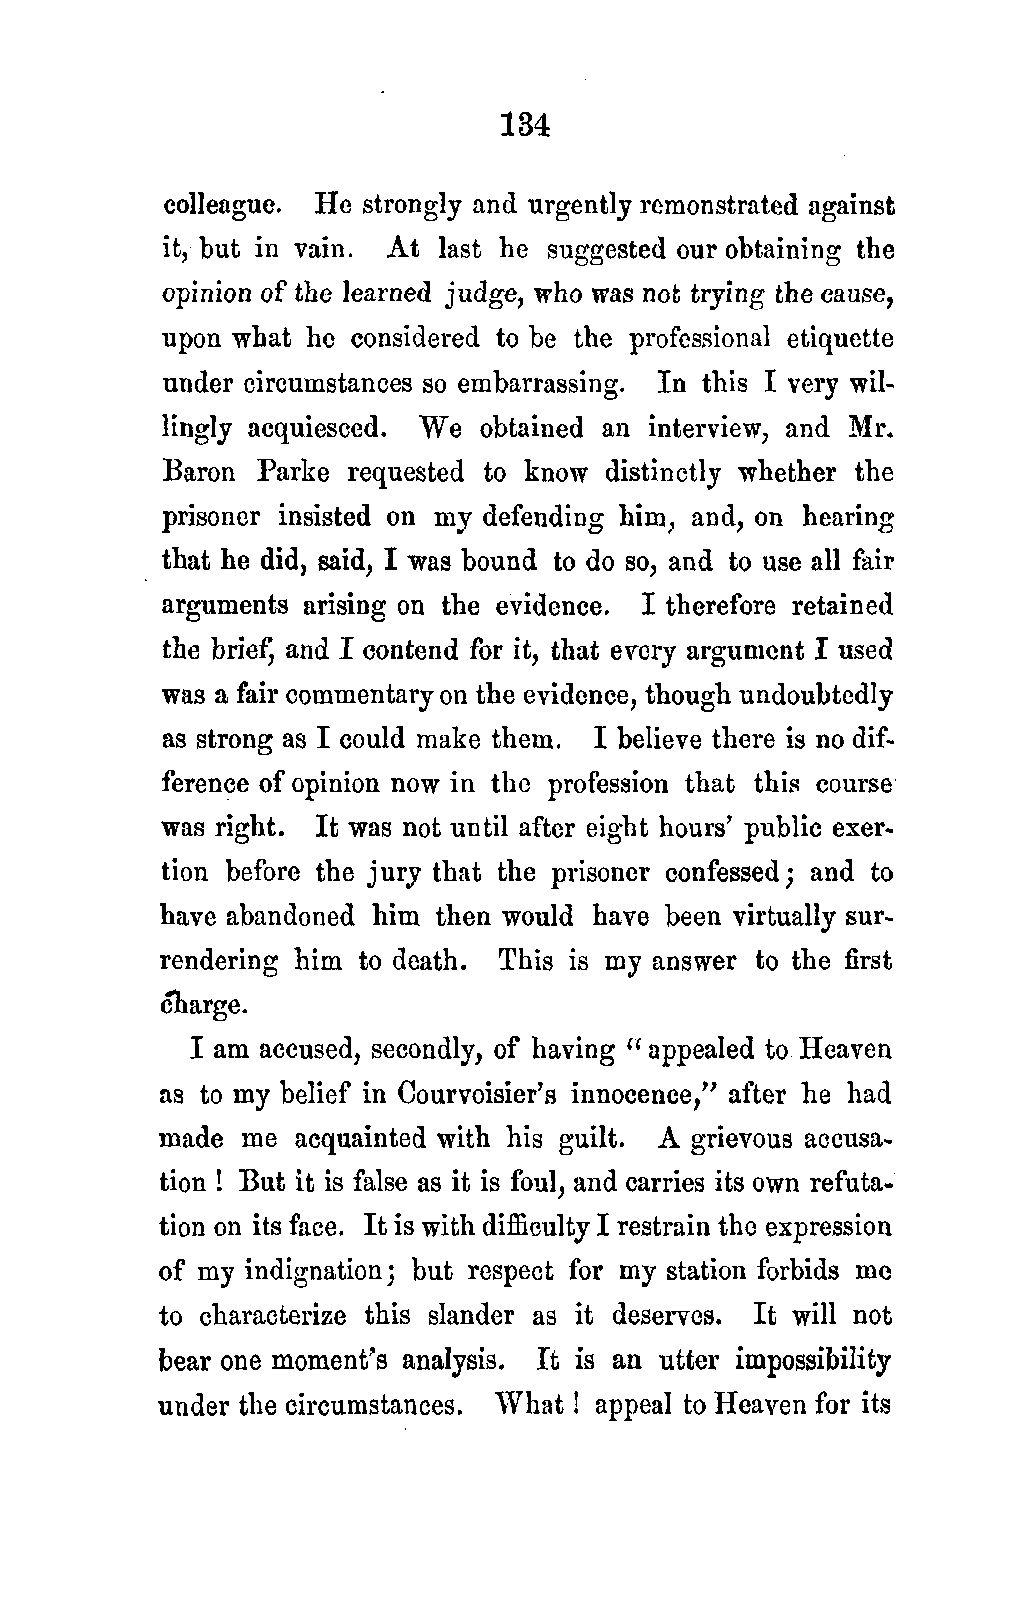 134
colleague. He strongly and urgently remonstrated against
it, but in vain. At last he suggested our obtaining the
opinion of the learned judge, who was not trying the cause,
upon what he considered to be the professional etiquette
under circumstances so embarrassing. In this I very wil-
lingly acquiesced. We obtained an interview, and Mr.
Baron Parke requested to know distinctly whether the
prisoner insisted on my defending him, and, on hearing
that he did, said, I was bound to do so, and to use all fair
arguments arising on the evidence. I therefore retained
the brief, and I contend for it, that every argument I used
was a fair commentary on the evidence, though undoubtedly
as strong as I could make them. I believe there is no dif-
ference of opinion now in the profession that this course
was right. It was not until after eight hours' public exer-
tion before the jury that the prisoner confessed; and to
have abandoned him then would have been virtually sur-
rendering him to death. This is my answer to the first
charge.
I am accused, secondly, of having "appealed to Heaven
as to my belief in Courvoisier's innocence," after he had
made me acquainted with his guilt. A grievous accusa-
tion ! But it is false as it is foul, and carries its own refuta-
tion on its face. It is with difficulty I restrain the expression
of my indignation; but respect for my station forbids me
to characterize this slander as it deserves. It will not
bear one moment's analysis. It is an utter impossibility
under the circumstances. What ! appeal to Heaven for its